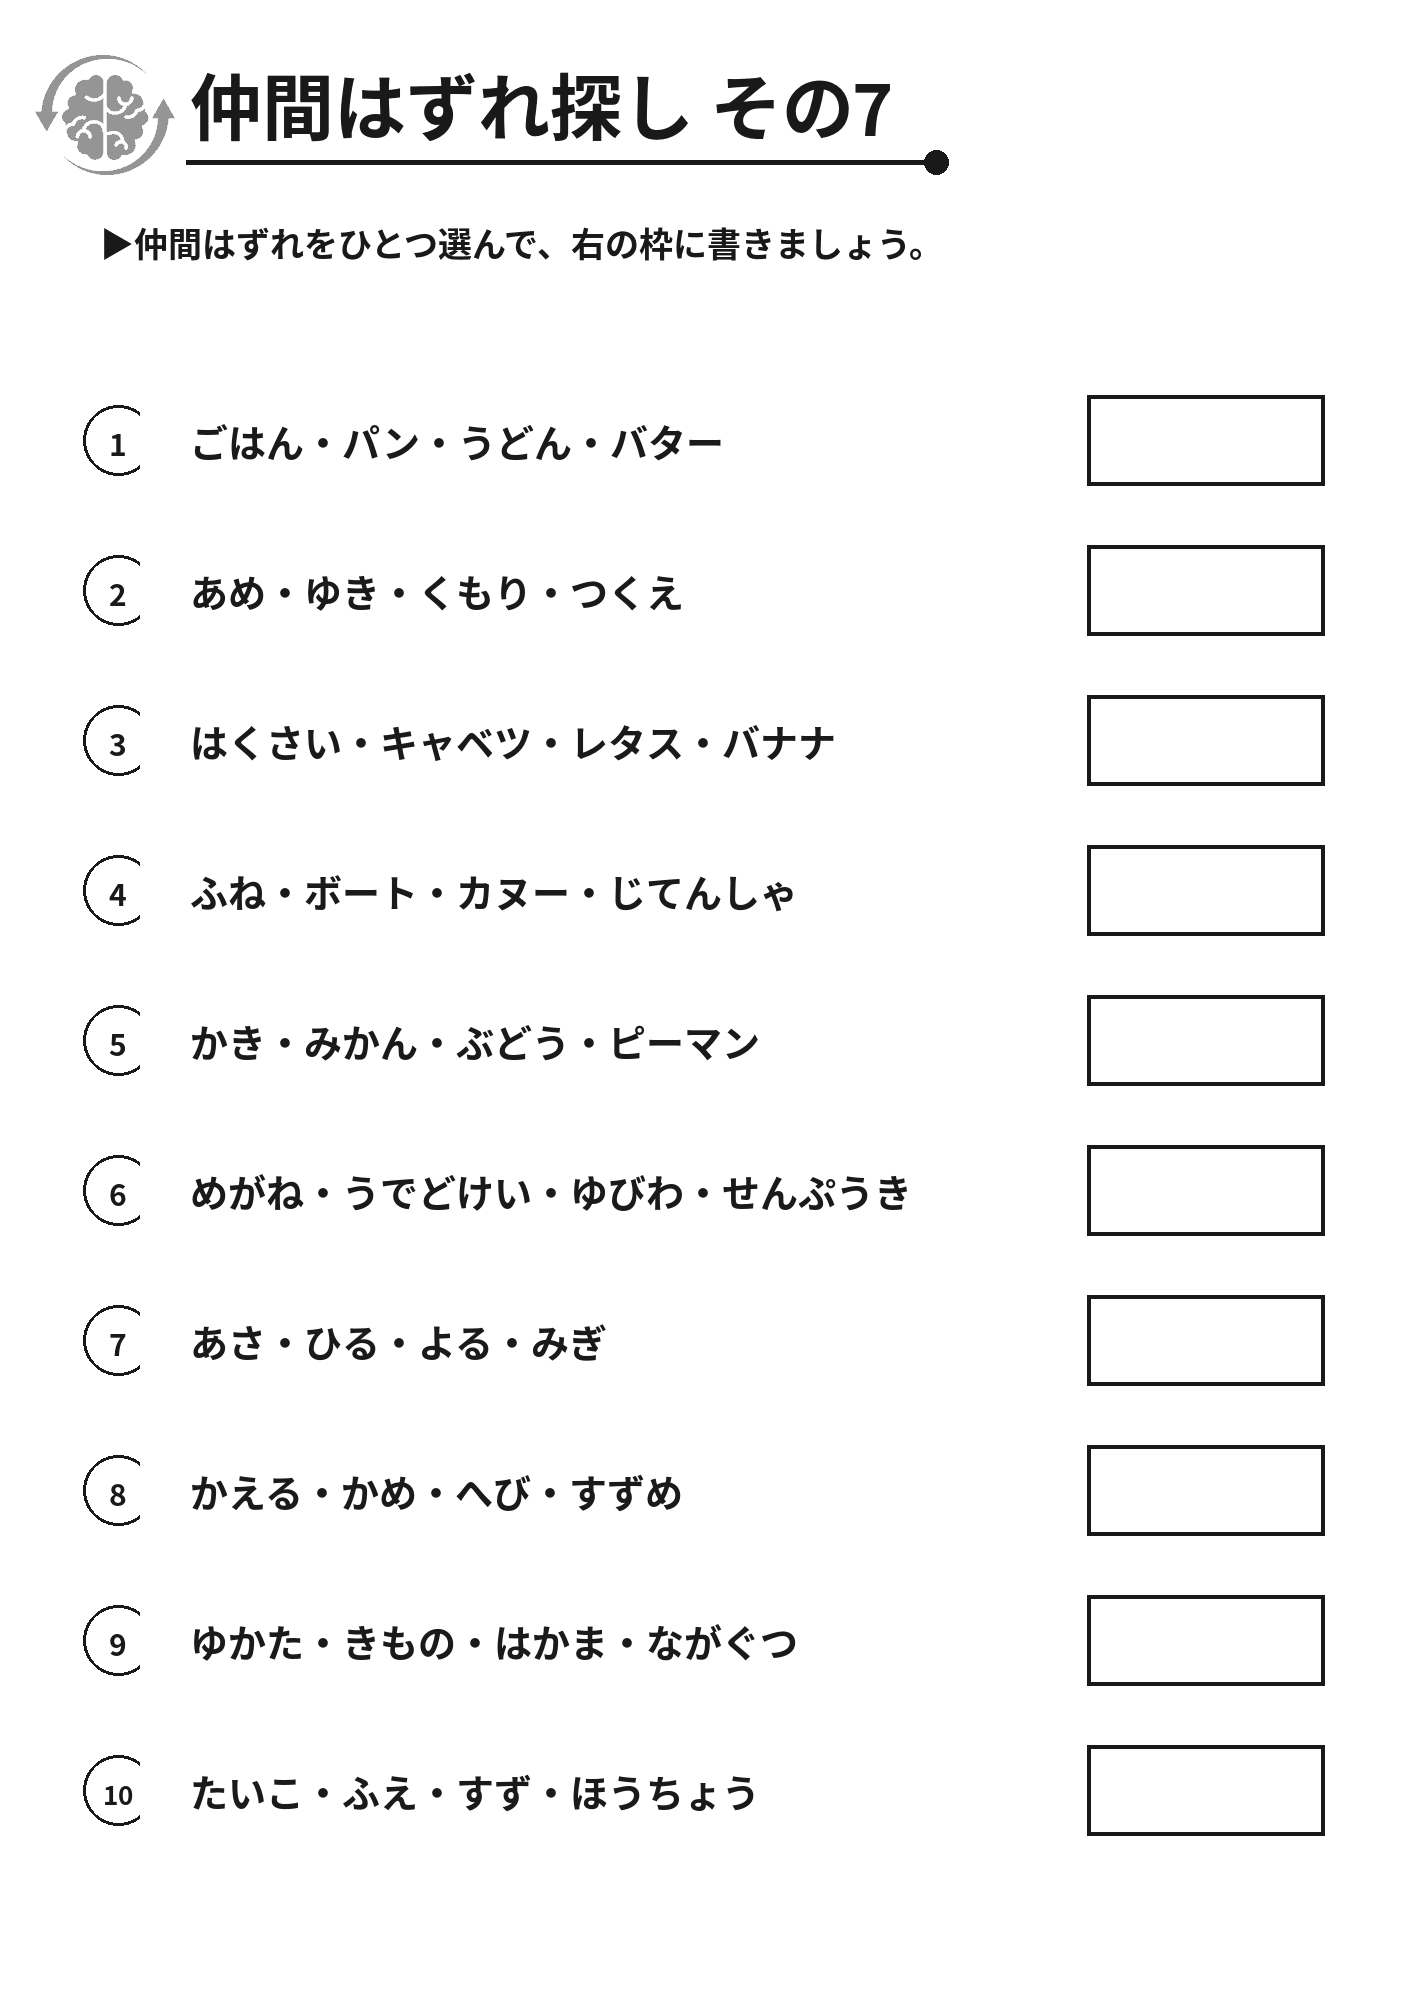 仲間はずれ探し その7
▶仲間はずれをひとつ選んで、右の枠に書きましょう。
1 ごはん・パン・うどん・バター
2 あめ・ゆき・くもり・つくえ
3 はくさい・キャベツ・レタス・バナナ
4 ふね・ボート・カヌー・じてんしゃ
5 かき・みかん・ぶどう・ピーマン
6 めがね・うでどけい・ゆびわ・せんぷうき
7 あさ・ひる・よる・みぎ
8 かえる・かめ・へび・すずめ
9 ゆかた・きもの・はかま・ながぐつ
10 たいこ・ふえ・すず・ほうちょう